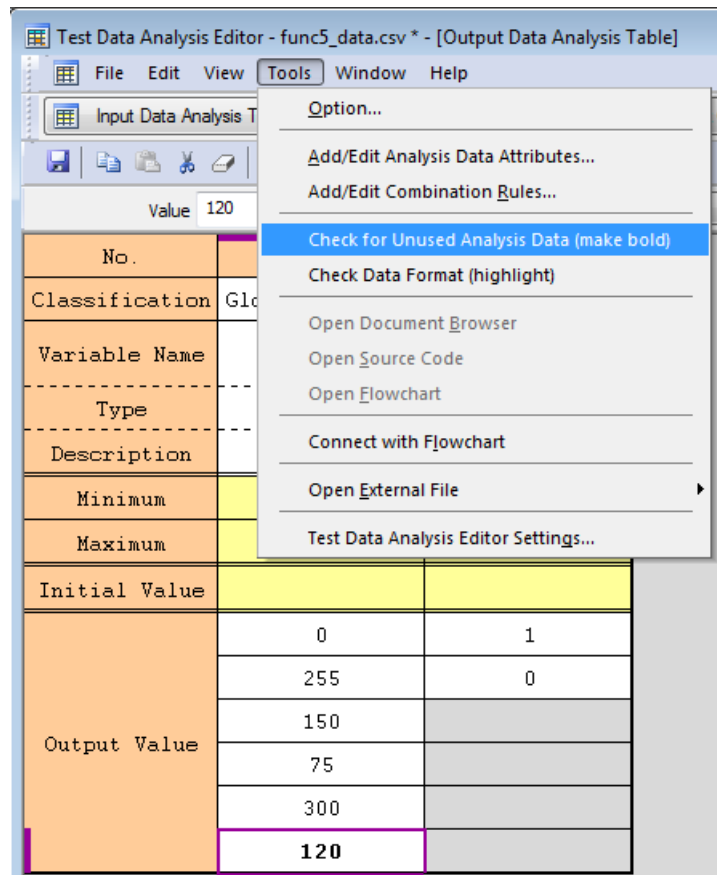 Test Data Analysis Editor - func5_data.csv * - [Output Data Analysis Table]
File Edit View Tools Window Help
Input Data Analysis T
Option...
Add/Edit Analysis Data Attributes...
Add/Edit Combination Rules...
Check for Unused Analysis Data (make bold)
Check Data Format (highlight)
Open Document Browser
Open Source Code
Open Flowchart
Connect with Flowchart
Open External File
Test Data Analysis Editor Settings...
Value 120
No.
Classification Glo
Variable Name
Type
Description
Minimum
Maximum
Initial Value
Output Value
0 1
255 0
150
75
300
120